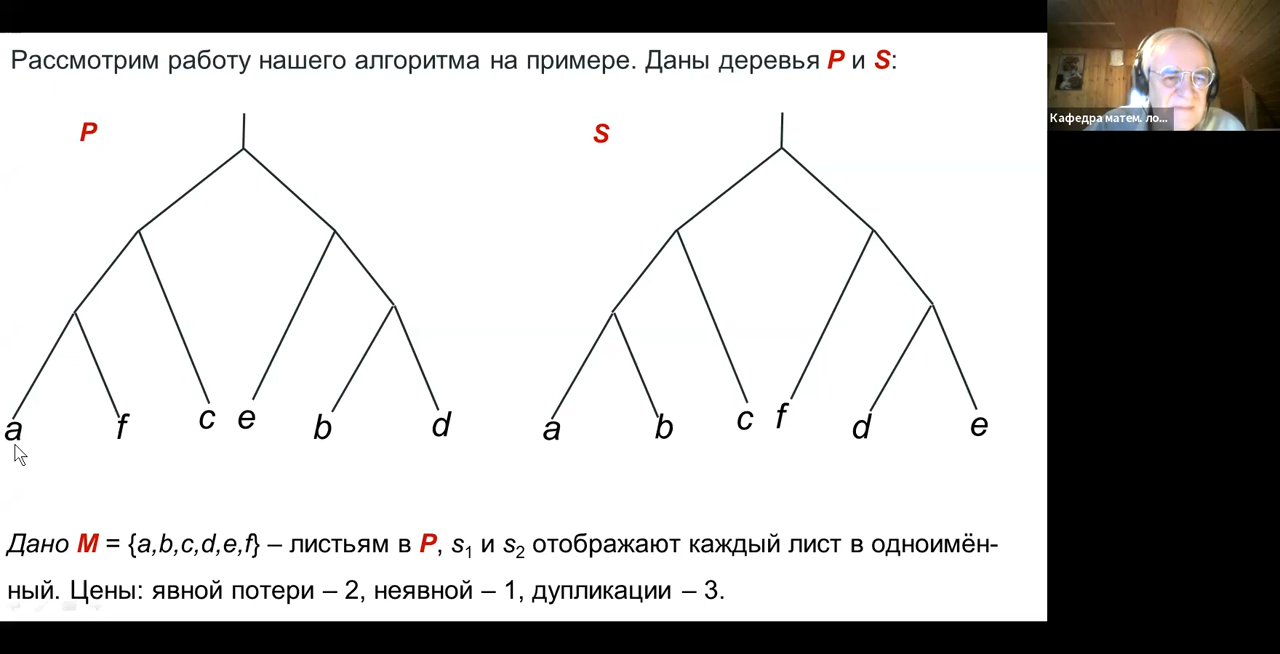 Рассмотрим работу нашего алгоритма на примере. Даны деревья P и S:
Кафедра матем. ло...
P
S
a f c e b d
a b c f d e
Дано M = {a,b,c,d,e,f} – листьям в P, s₁ и s₂ отображают каждый лист в одноимён-
ный. Цены: явной потери – 2, неявной – 1, дупликации – 3.